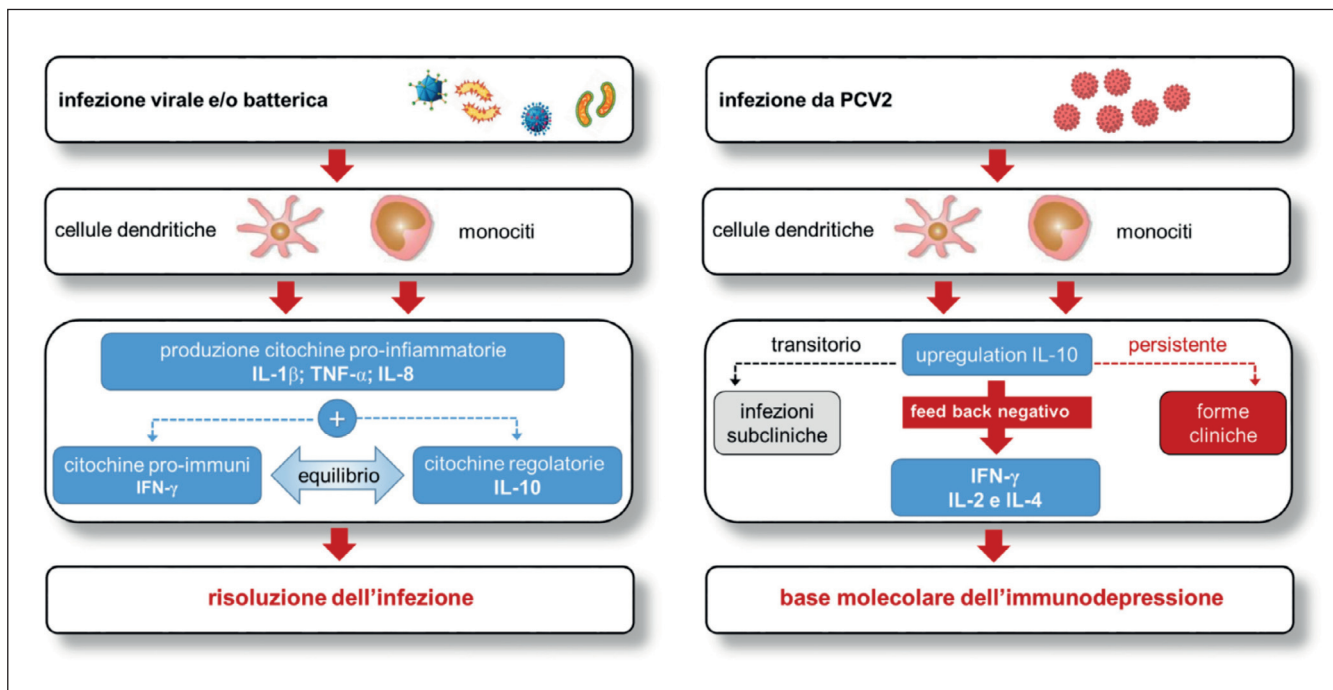 infezione virale e/o batterica
cellule dendritiche
monociti
produzione citochine pro-infiammatorie
IL-1β; TNF-α; IL-8
+
citochine pro-immuni
IFN-γ
equilibrio
citochine regolatorie
IL-10
risoluzione dell'infezione
infezione da PCV2
cellule dendritiche
monociti
transitorio
upregulation IL-10
persistente
infezioni
subcliniche
feed back negativo
forme
cliniche
IFN-γ
IL-2 e IL-4
base molecolare dell'immunodepressione